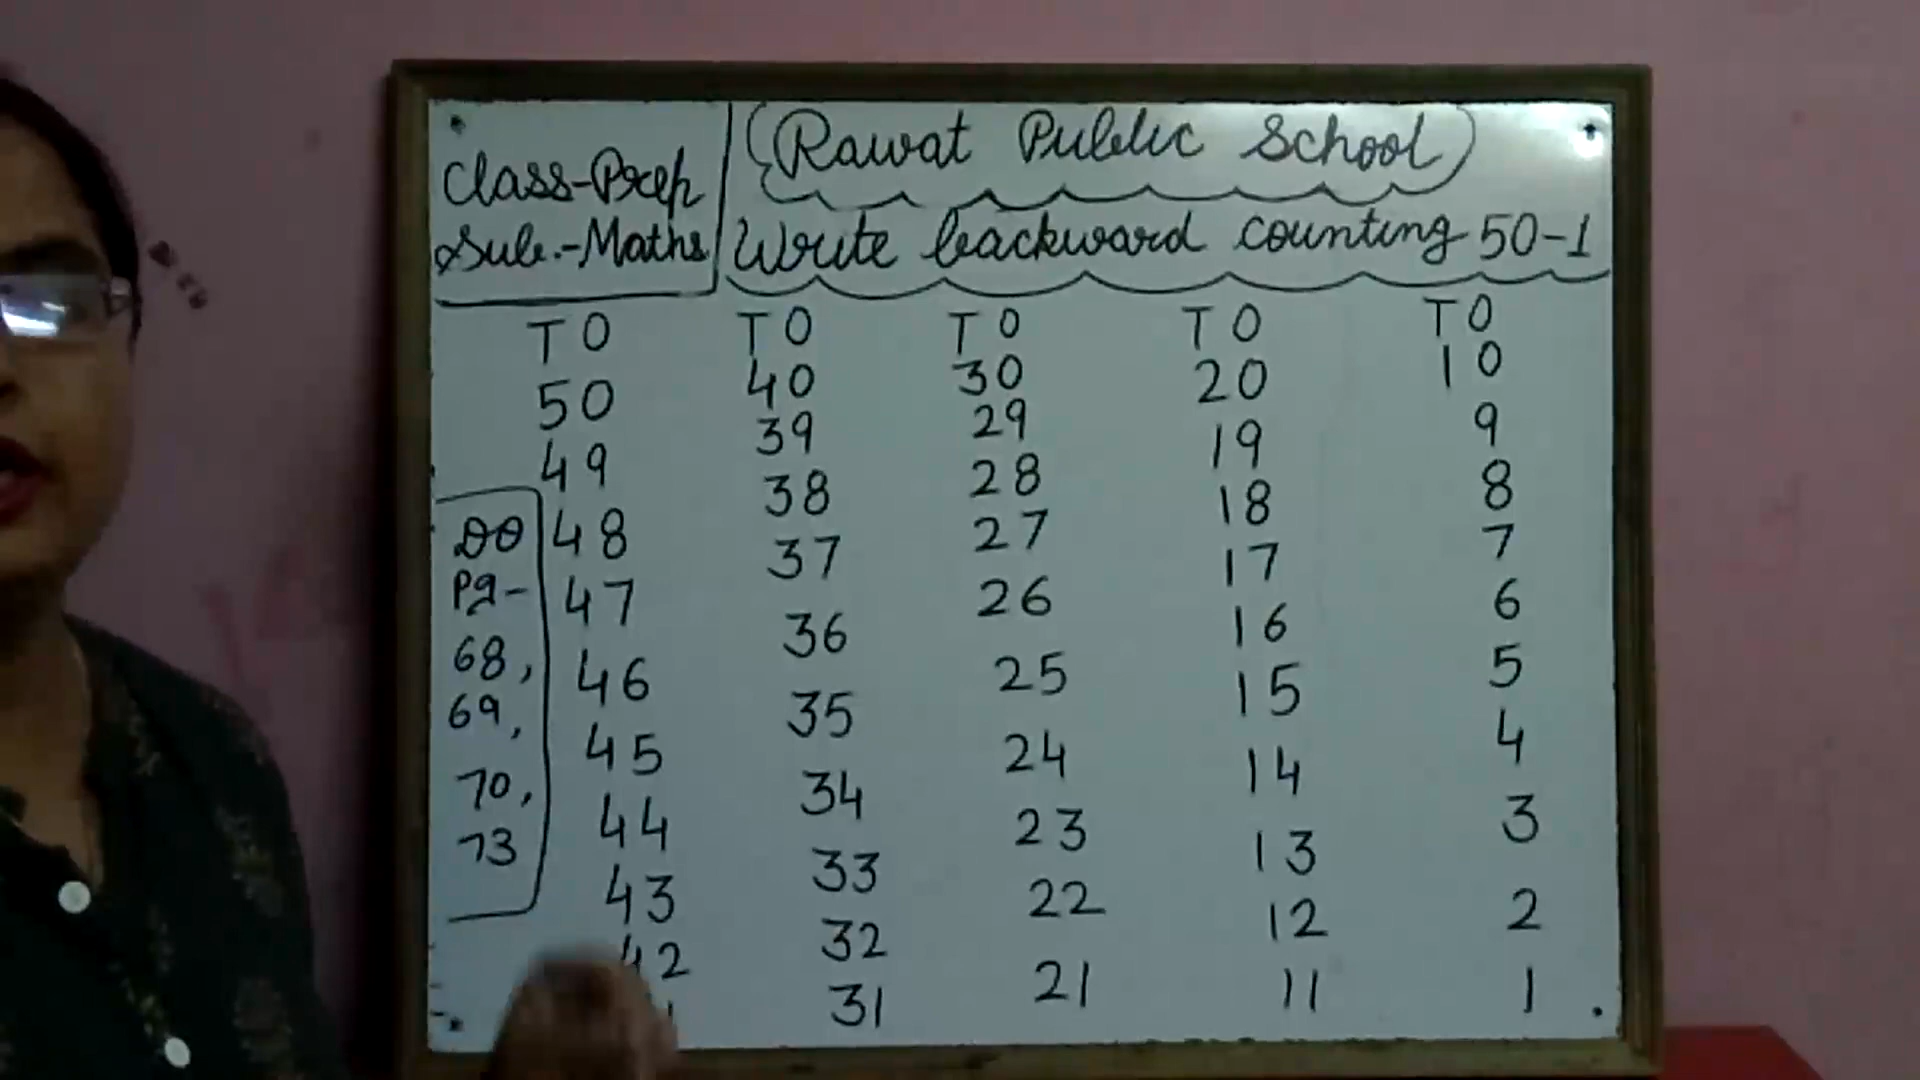 Class-Prep
Sub.-Maths
Rawat Public School
Write backward counting 50-1
T O T O T O T O T O
50 40 30 20 10
49 39 29 19 9
48 38 28 18 8
47 37 27 17 7
46 36 26 16 6
45 35 25 15 5
44 34 24 14 4
43 33 23 13 3
42 32 22 12 2
1 31 21 11 1
DO
Pg-
68,
69,
70,
73